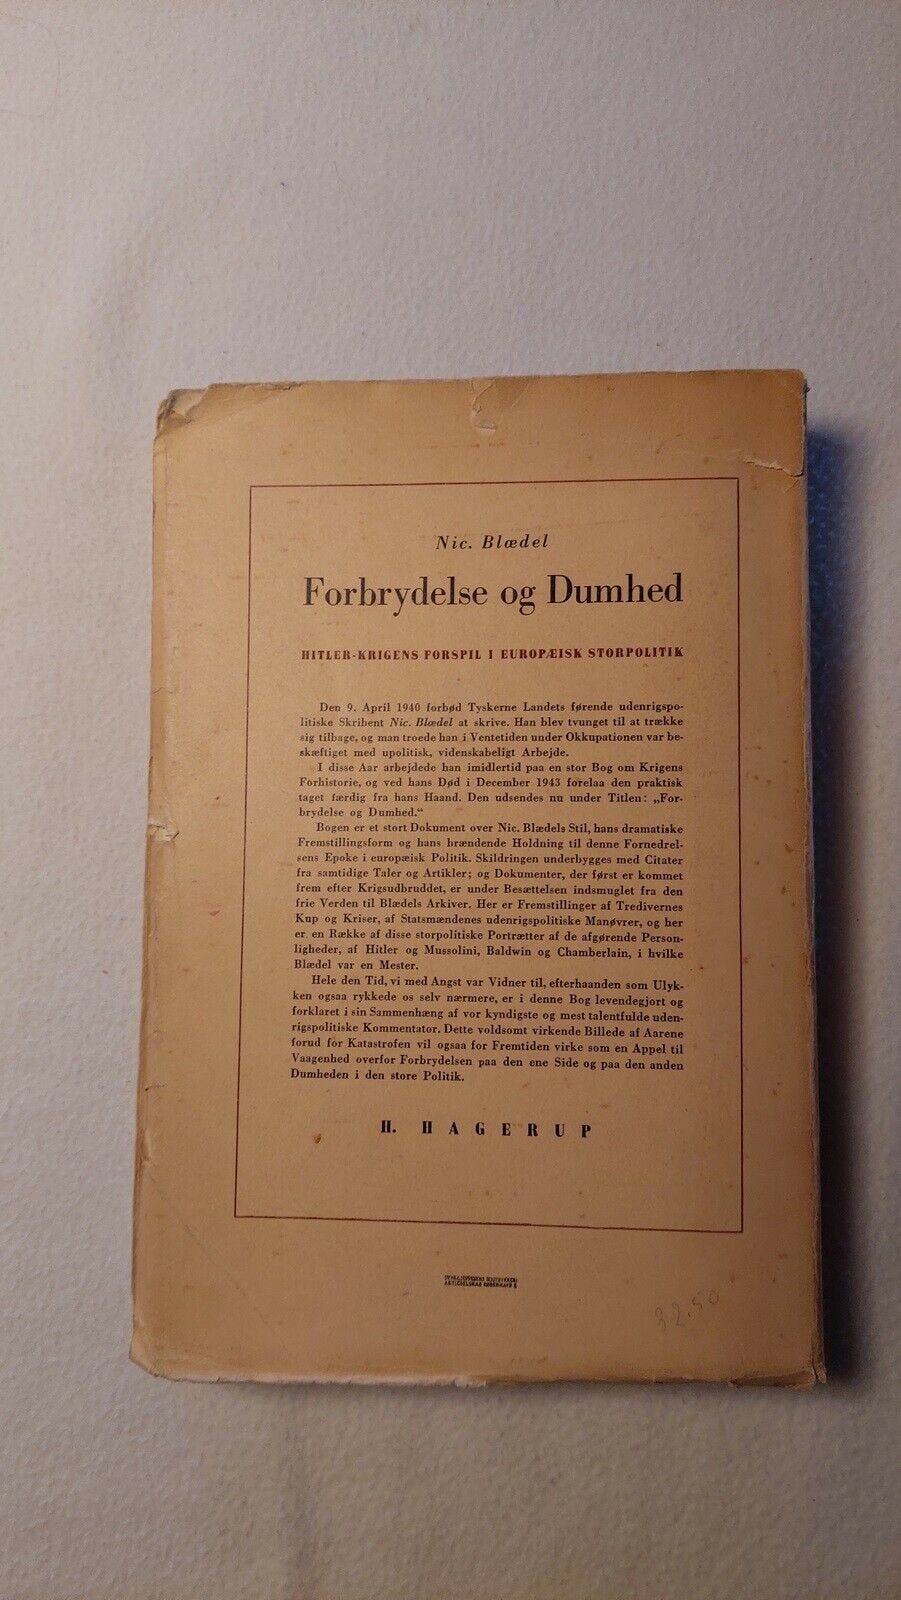 Nic. Blædel
Forbrydelse og Dumhed
HITLER-KRIGENS FORSPIL I EUROPÆISK STORPOLITIK
Den 9. April 1940 forbød Tyskerne Landets førende udenrigspo-
litiske Skribent Nic. Blædel at skrive. Han blev tvunget til at trække
sig tilbage, og man troede han i Ventetiden under Okkupationen var be-
skæftiget med upolitisk, videnskabeligt Arbejde.
I disse Aar arbejdede han imidlertid paa en stor Bog om Krigens
Forhistorie, og ved hans Død i December 1943 forelaa den praktisk
taget færdig fra hans Haand. Den udsendes nu under Titlen: „For-
brydelse og Dumhed.“
Bogen er et stort Dokument over Nic. Blædels Stil, hans dramatiske
Fremstillingsform og hans brændende Holdning til denne Fornedrel-
sens Epoke i europæisk Politik. Skildringen underbygges med Citater
fra samtidige Taler og Artikler; og Dokumenter, der først er kommet
frem efter Krigsudbruddet, er under Besættelsen indsmuglet fra den
frie Verden til Blædels Arkiver. Her er Fremstillinger af Tredivernes
Kup og Kriser, af Statsmændenes udenrigspolitiske Manøvrer, og her
er en Række af disse storpolitiske Portrætter af de afgørende Person-
ligheder, af Hitler og Mussolini, Baldwin og Chamberlain, i hvilke
Blædel var en Mester.
Hele den Tid, vi med Angst var Vidner til, efterhaanden som Ulyk-
ken ogsaa rykkede os selv nærmere, er i denne Bog levendegjort og
forklaret i sin Sammenhæng af vor kyndigste og mest talentfulde uden-
rigspolitiske Kommentator. Dette voldsomt virkende Billede af Aarene
forud for Katastrofen vil ogsaa for Fremtiden virke som en Appel til
Vaagenhed overfor Forbrydelsen paa den ene Side og paa den anden
Dumheden i den store Politik.
H. HAGERUP
32.50